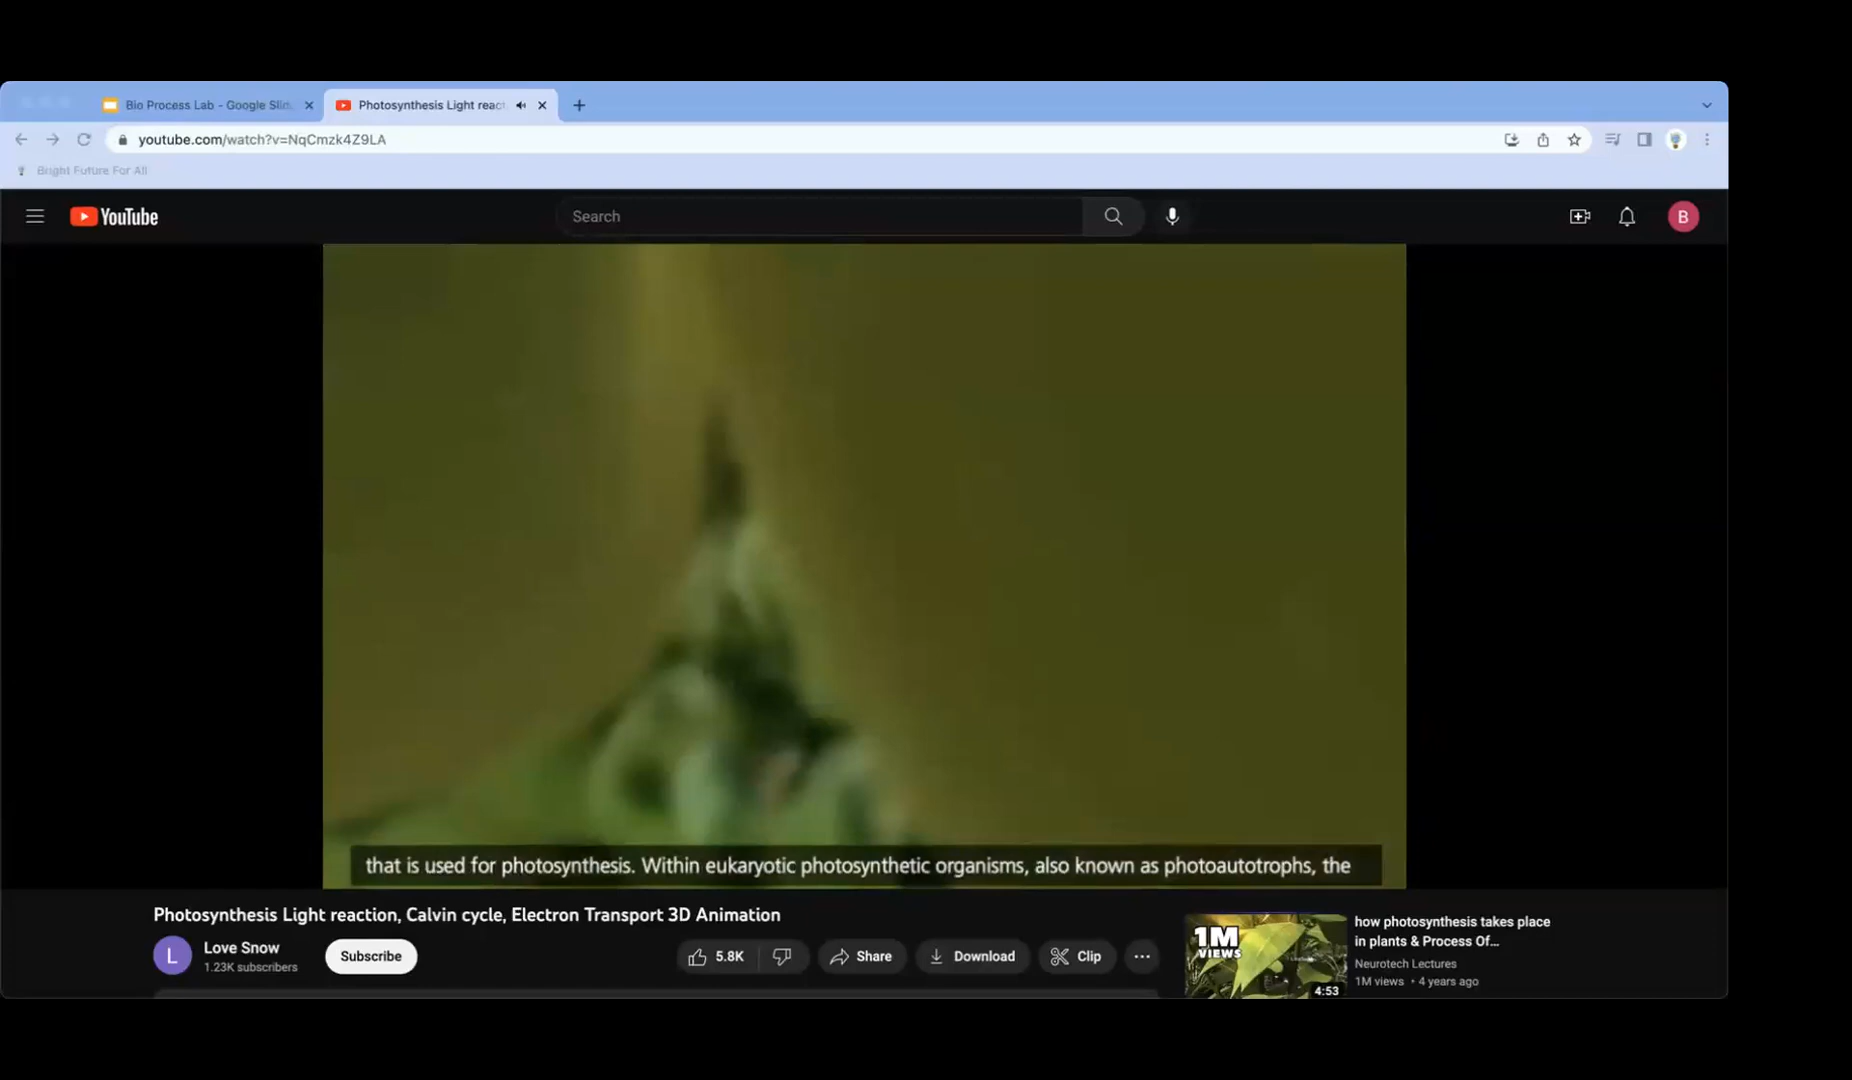 Bio Process Lab - Google Slid
Photosynthesis Light react
youtube.com/watch?v=NqCmzk4Z9LA
Bright Future For All
YouTube
Search
B
that is used for photosynthesis. Within eukaryotic photosynthetic organisms, also known as photoautotrophs, the
Photosynthesis Light reaction, Calvin cycle, Electron Transport 3D Animation
L
Love Snow
1.23K subscribers
Subscribe
5.8K
Share
Download
Clip
1M
VIEWS
4:53
how photosynthesis takes place
in plants & Process Of...
Neurotech Lectures
1M views • 4 years ago